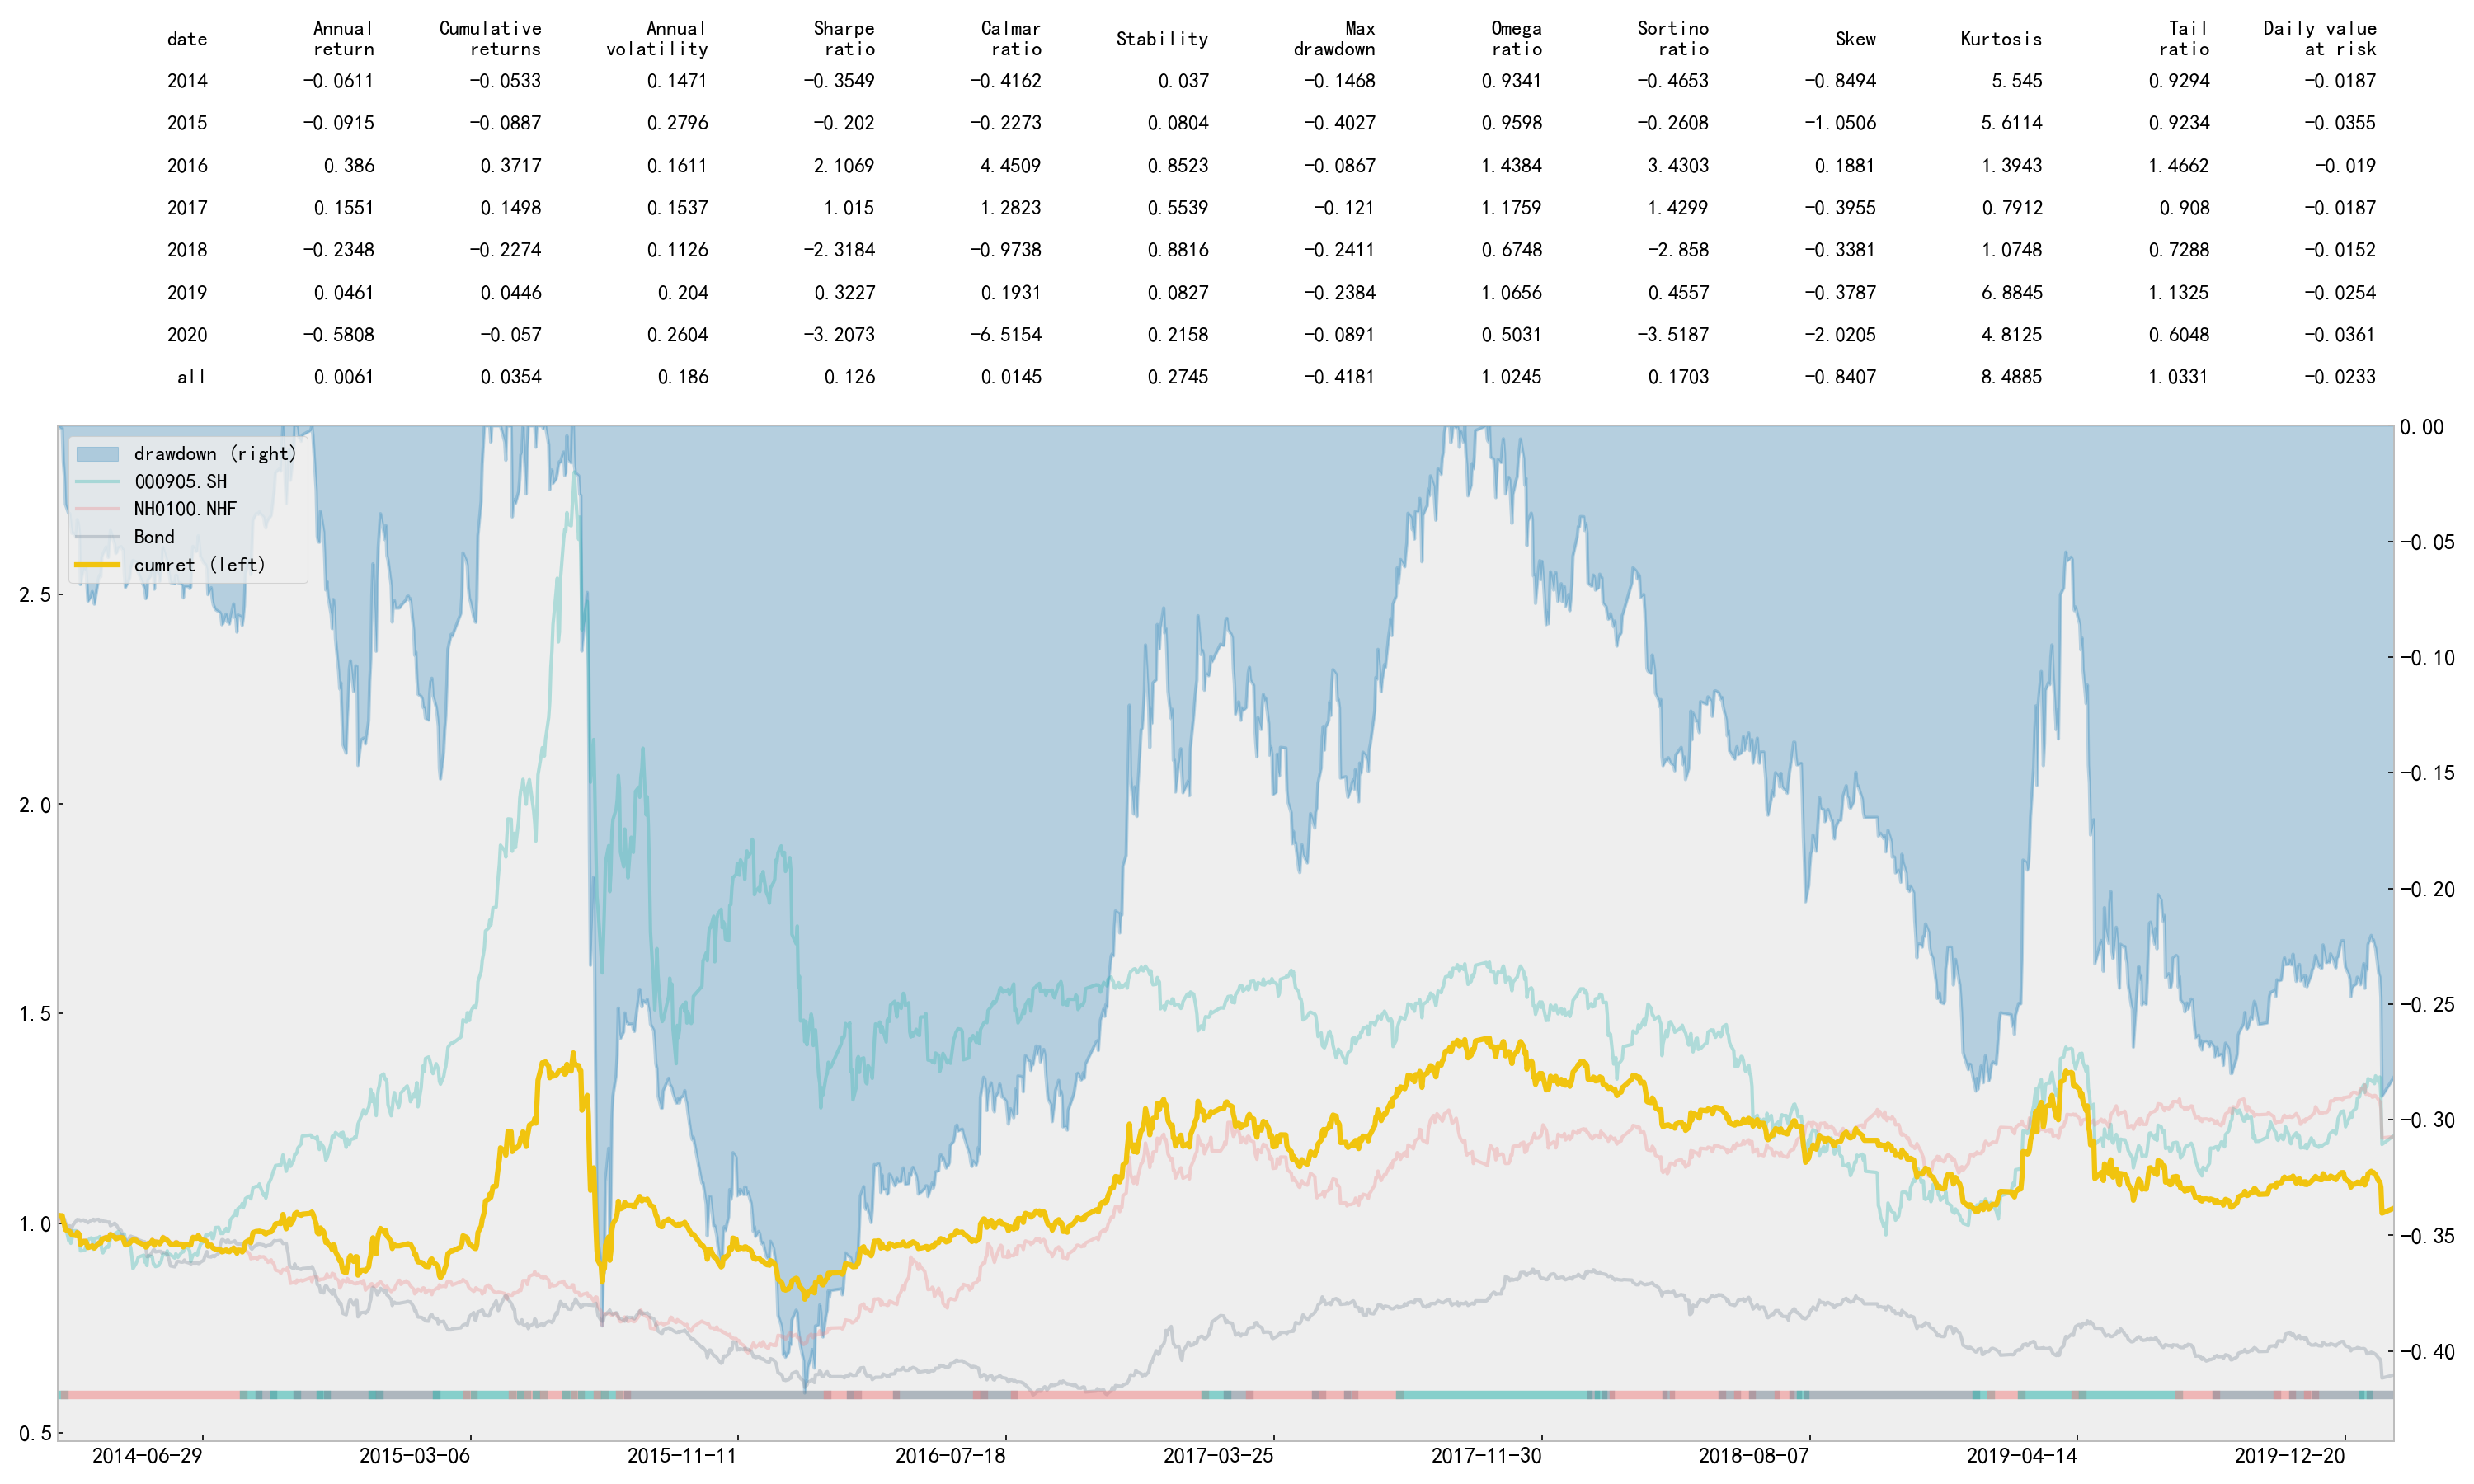 date Annual return Cumulative returns Annual volatility Sharpe ratio Calmar ratio Stability Max drawdown Omega ratio Sortino ratio Skew Kurtosis Tail ratio Daily value at risk
2014 −0.0611 −0.0533 0.1471 −0.3549 −0.4162 0.037 −0.1468 0.9341 −0.4653 −0.8494 5.545 0.9294 −0.0187
2015 −0.0915 −0.0887 0.2796 −0.202 −0.2273 0.0804 −0.4027 0.9598 −0.2608 −1.0506 5.6114 0.9234 −0.0355
2016 0.386 0.3717 0.1611 2.1069 4.4509 0.8523 −0.0867 1.4384 3.4303 0.1881 1.3943 1.4662 −0.019
2017 0.1551 0.1498 0.1537 1.015 1.2823 0.5539 −0.121 1.1759 1.4299 −0.3955 0.7912 0.908 −0.0187
2018 −0.2348 −0.2274 0.1126 −2.3184 −0.9738 0.8816 −0.2411 0.6748 −2.858 −0.3381 1.0748 0.7288 −0.0152
2019 0.0461 0.0446 0.204 0.3227 0.1931 0.0827 −0.2384 1.0656 0.4557 −0.3787 6.8845 1.1325 −0.0254
2020 −0.5808 −0.057 0.2604 −3.2073 −6.5154 0.2158 −0.0891 0.5031 −3.5187 −2.0205 4.8125 0.6048 −0.0361
all 0.0061 0.0354 0.186 0.126 0.0145 0.2745 −0.4181 1.0245 0.1703 −0.8407 8.4885 1.0331 −0.0233
drawdown (right)
000905.SH
NH0100.NHF
Bond
cumret (left)
2.5
2.0
1.5
1.0
0.5
0.00
−0.05
−0.10
−0.15
−0.20
−0.25
−0.30
−0.35
−0.40
2014−06−29 2015−03−06 2015−11−11 2016−07−18 2017−03−25 2017−11−30 2018−08−07 2019−04−14 2019−12−20